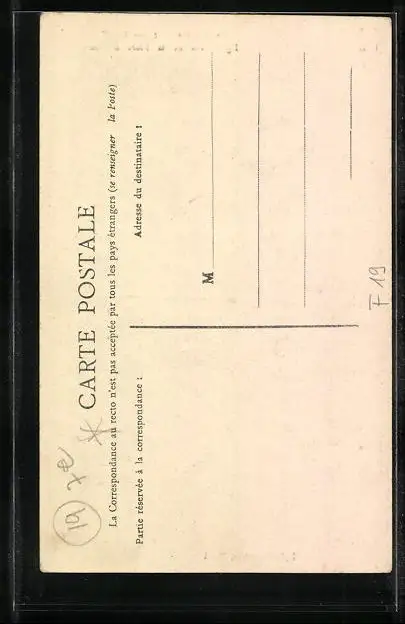 CARTE POSTALE
La Correspondance au recto n'est pas acceptée par tous les pays étrangers (se renseigner la Poste)
Partie réservée à la correspondance :
Adresse du destinataire :
M
19
F 19